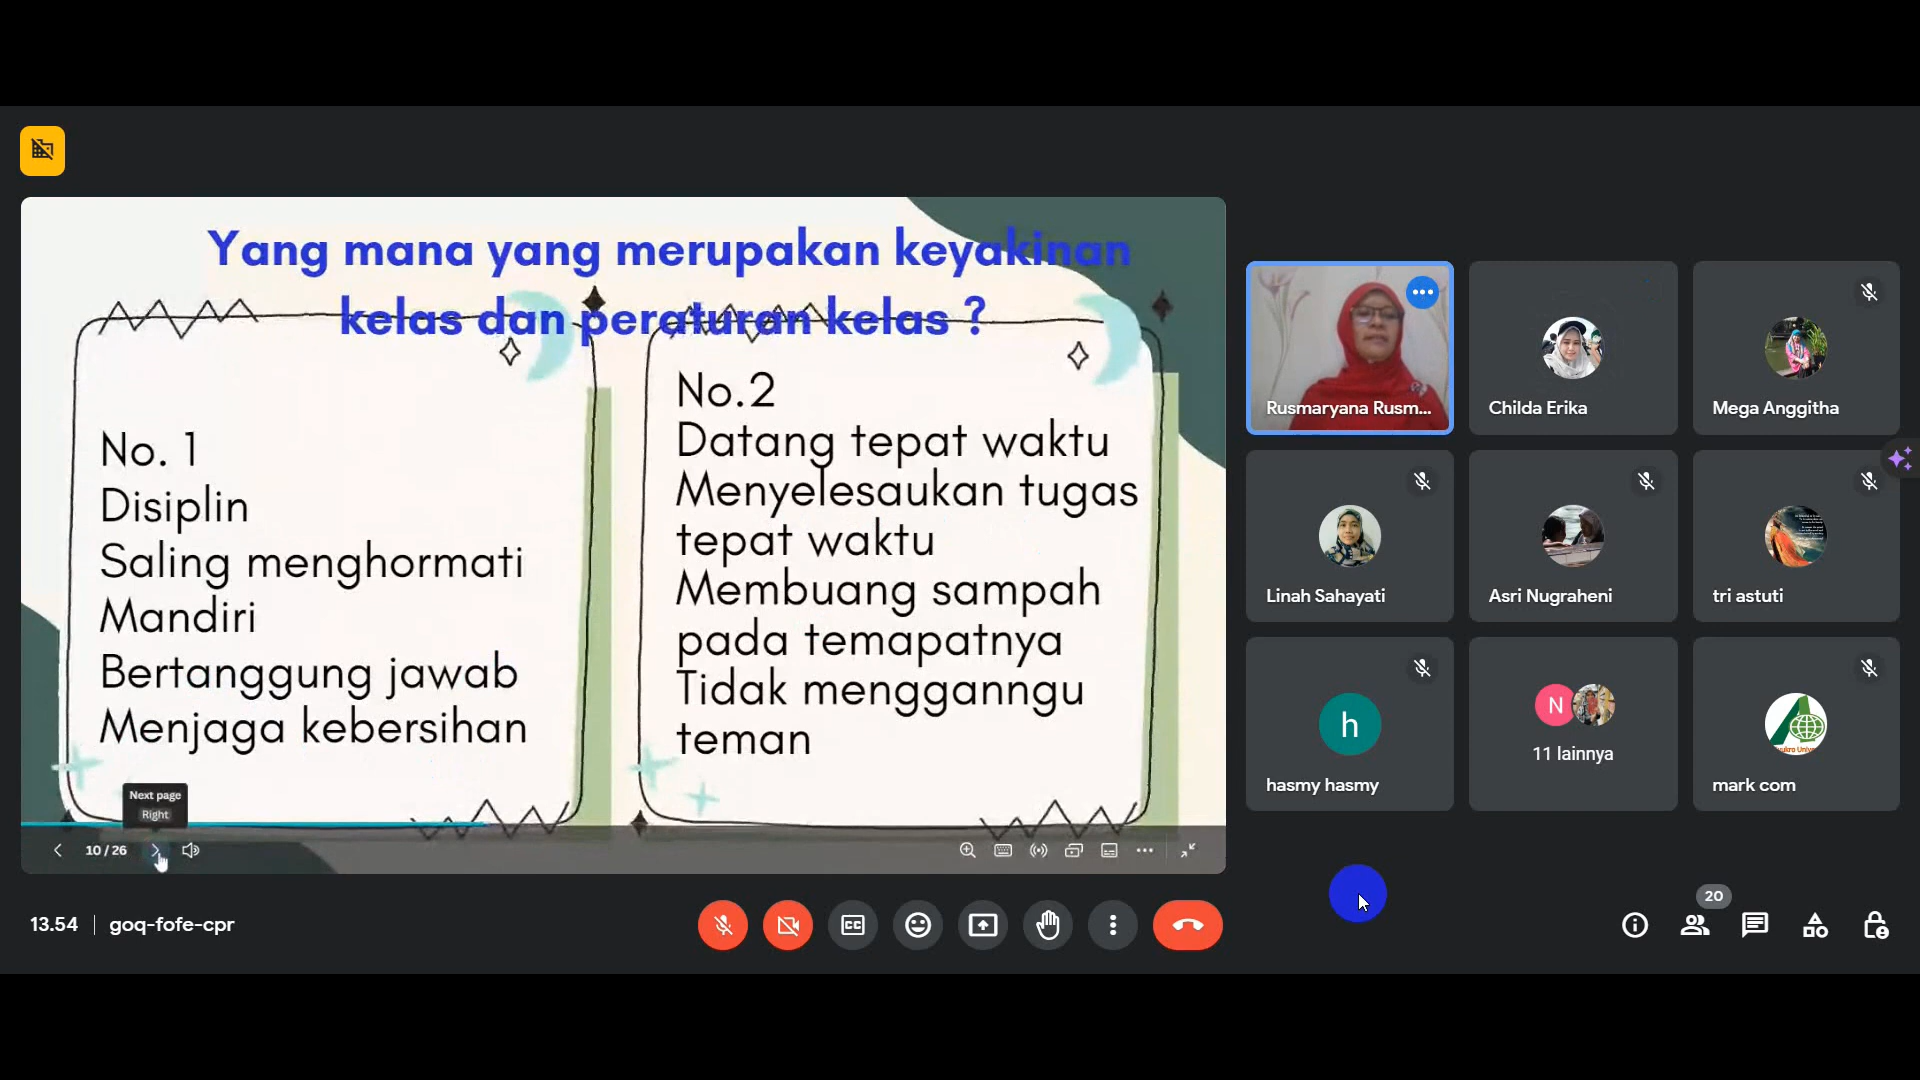 Yang mana yang merupakan keyakinan
kelas dan peraturan kelas ?
No. 1
Disiplin
Saling menghormati
Mandiri
Bertanggung jawab
Menjaga kebersihan
No.2
Datang tepat waktu
Menyelesaukan tugas
tepat waktu
Membuang sampah
pada temapatnya
Tidak mengganngu
teman
Next page
Right
10 / 26
Rusmaryana Rusm...
Childa Erika
Mega Anggitha
Linah Sahayati
Asri Nugraheni
tri astuti
h
hasmy hasmy
N
11 lainnya
mark com
13.54
goq-fofe-cpr
CC
20